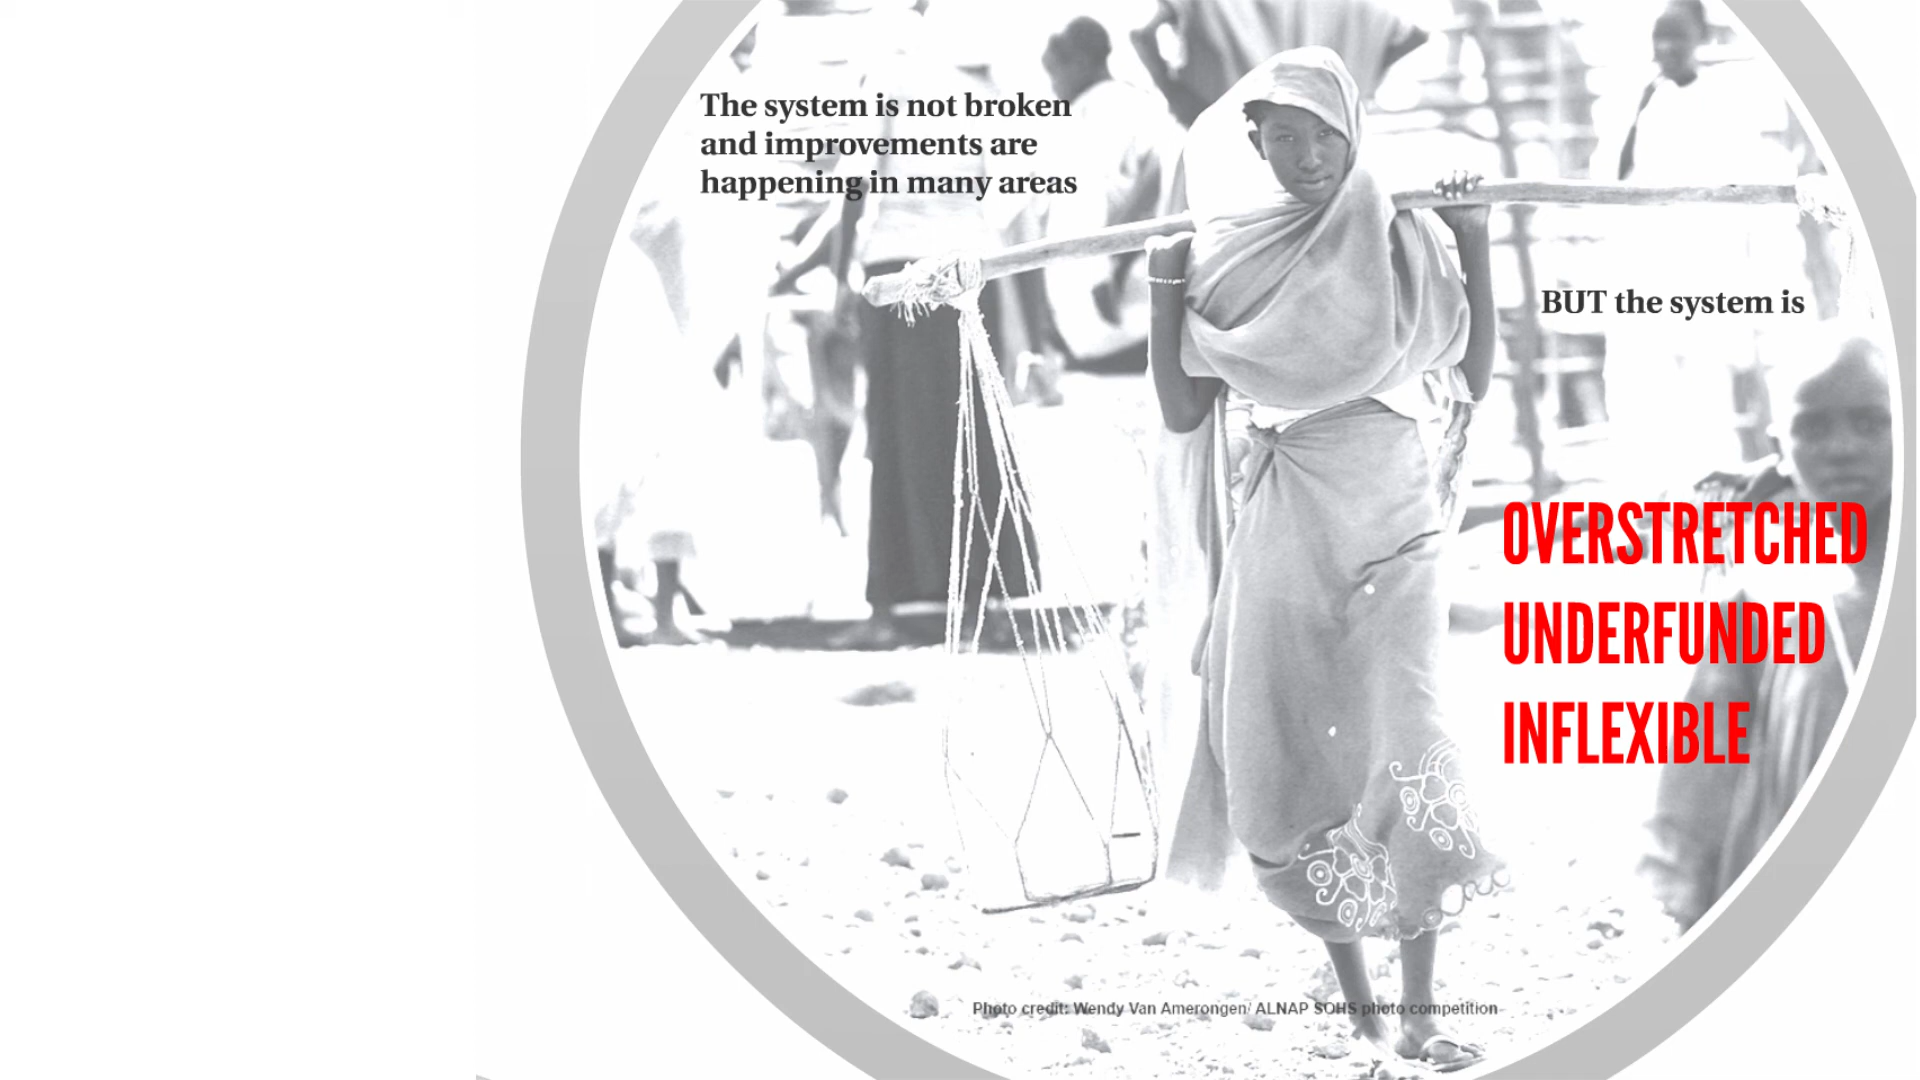 The system is not broken
and improvements are
happening in many areas
BUT the system is
OVERSTRETCHED
UNDERFUNDED
INFLEXIBLE
Photo credit: Wendy Van Amerongen/ ALNAP SOHS photo competition